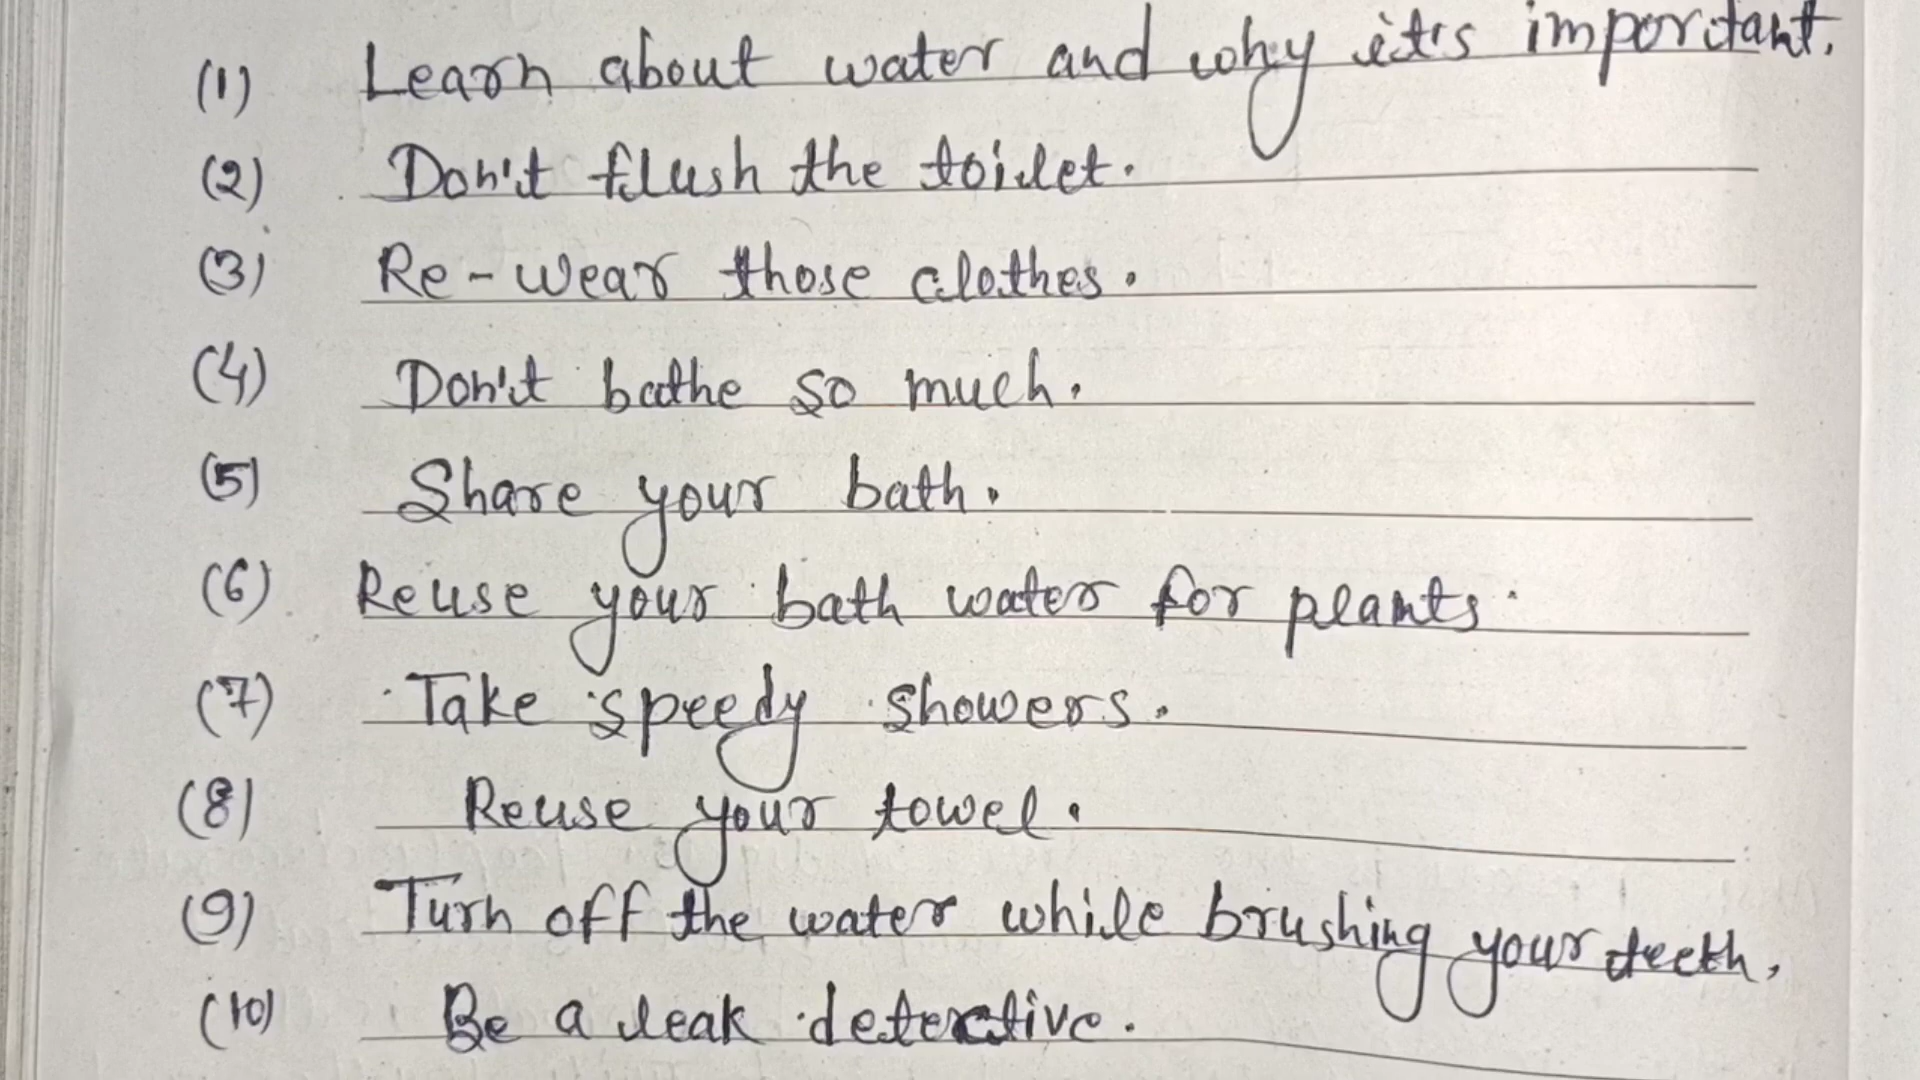 (1) Learn about water and why it's important.
(2) Don't flush the toilet.
(3) Re-wear those clothes.
(4) Don't bathe so much.
(5) Share your bath.
(6) Reuse your bath water for plants.
(7) Take speedy showers.
(8) Reuse your towel.
(9) Turn off the water while brushing your teeth.
(10) Be a leak detective.